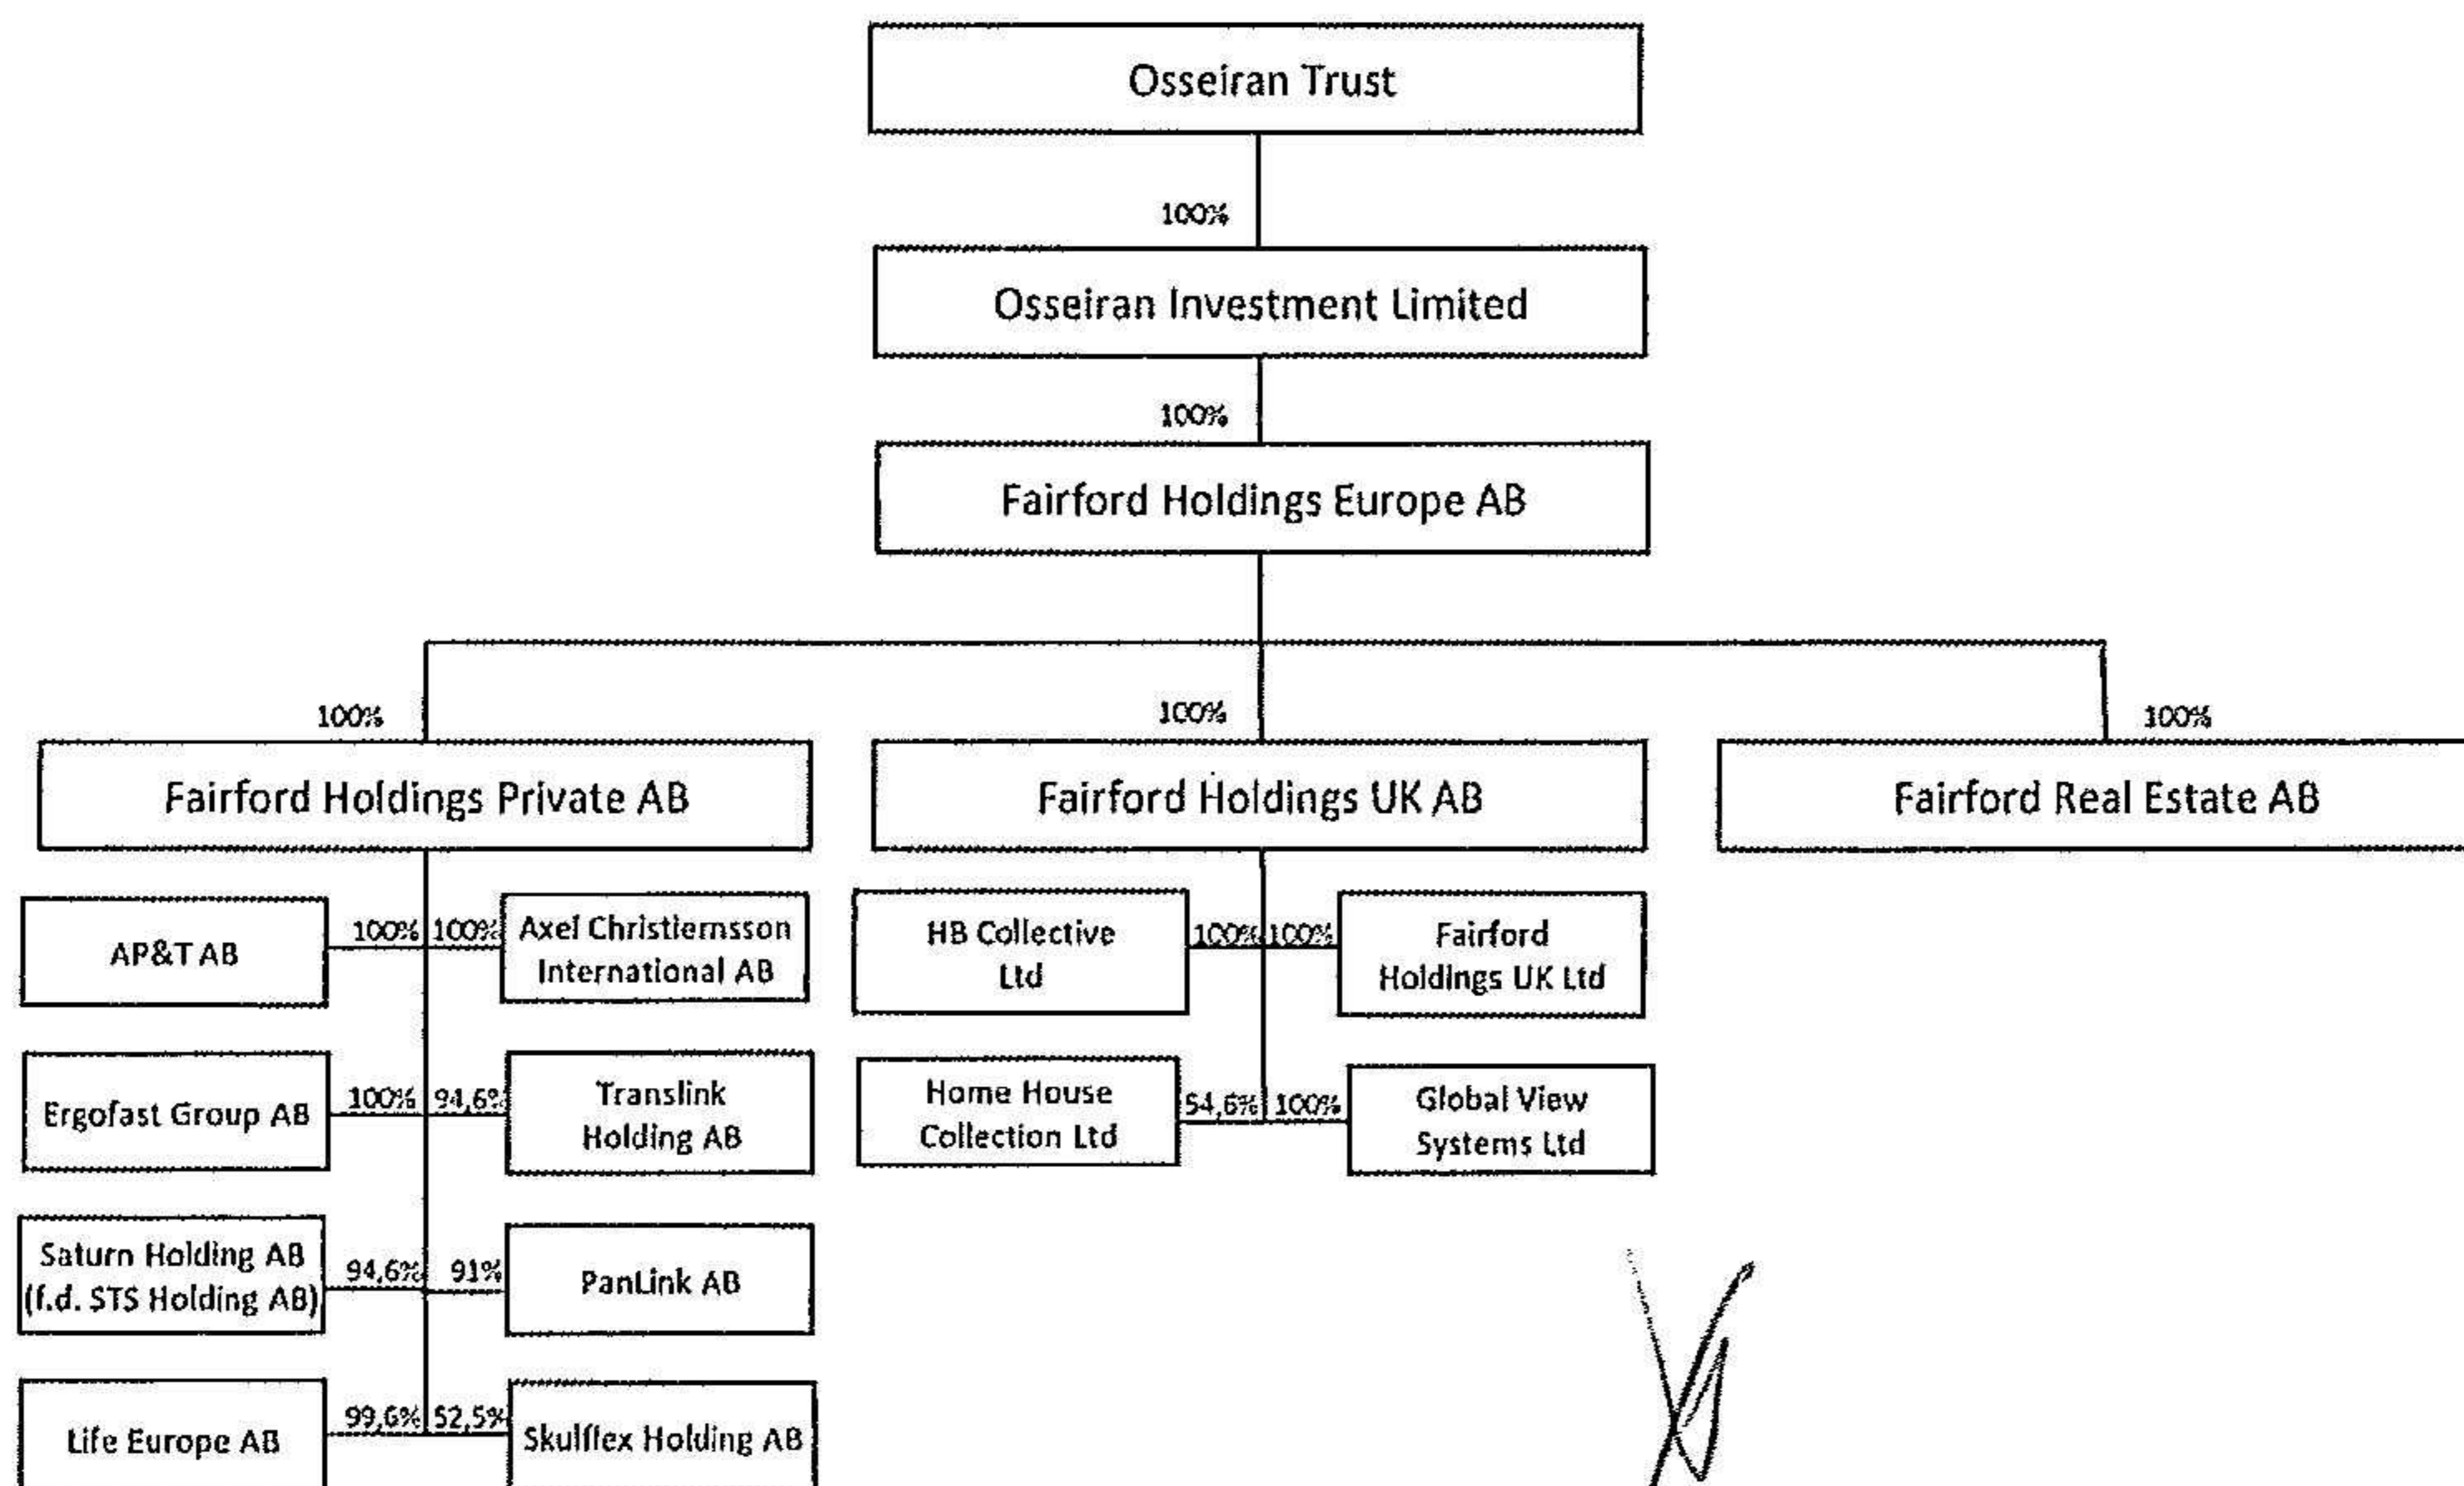 Osseiran Trust
100%
Osseiran Investment Limited
100%
Fairford Holdings Europe AB
100%
100%
100%
Fairford Holdings Private AB
Fairford Holdings UK AB
Fairford Real Estate AB
AP&T AB
100%
100%
Axel Christiernsson
International AB
HB Collective
Ltd
100%
100%
Fairford
Holdings UK Ltd
Ergofast Group AB
100%
94,6%
Translink
Holding AB
Home House
Collection Ltd
54,6%
100%
Global View
Systems Ltd
Saturn Holding AB
(f.d. STS Holding AB)
94,6%
91%
PanLink AB
Life Europe AB
99,6%
52,5%
Skulflex Holding AB